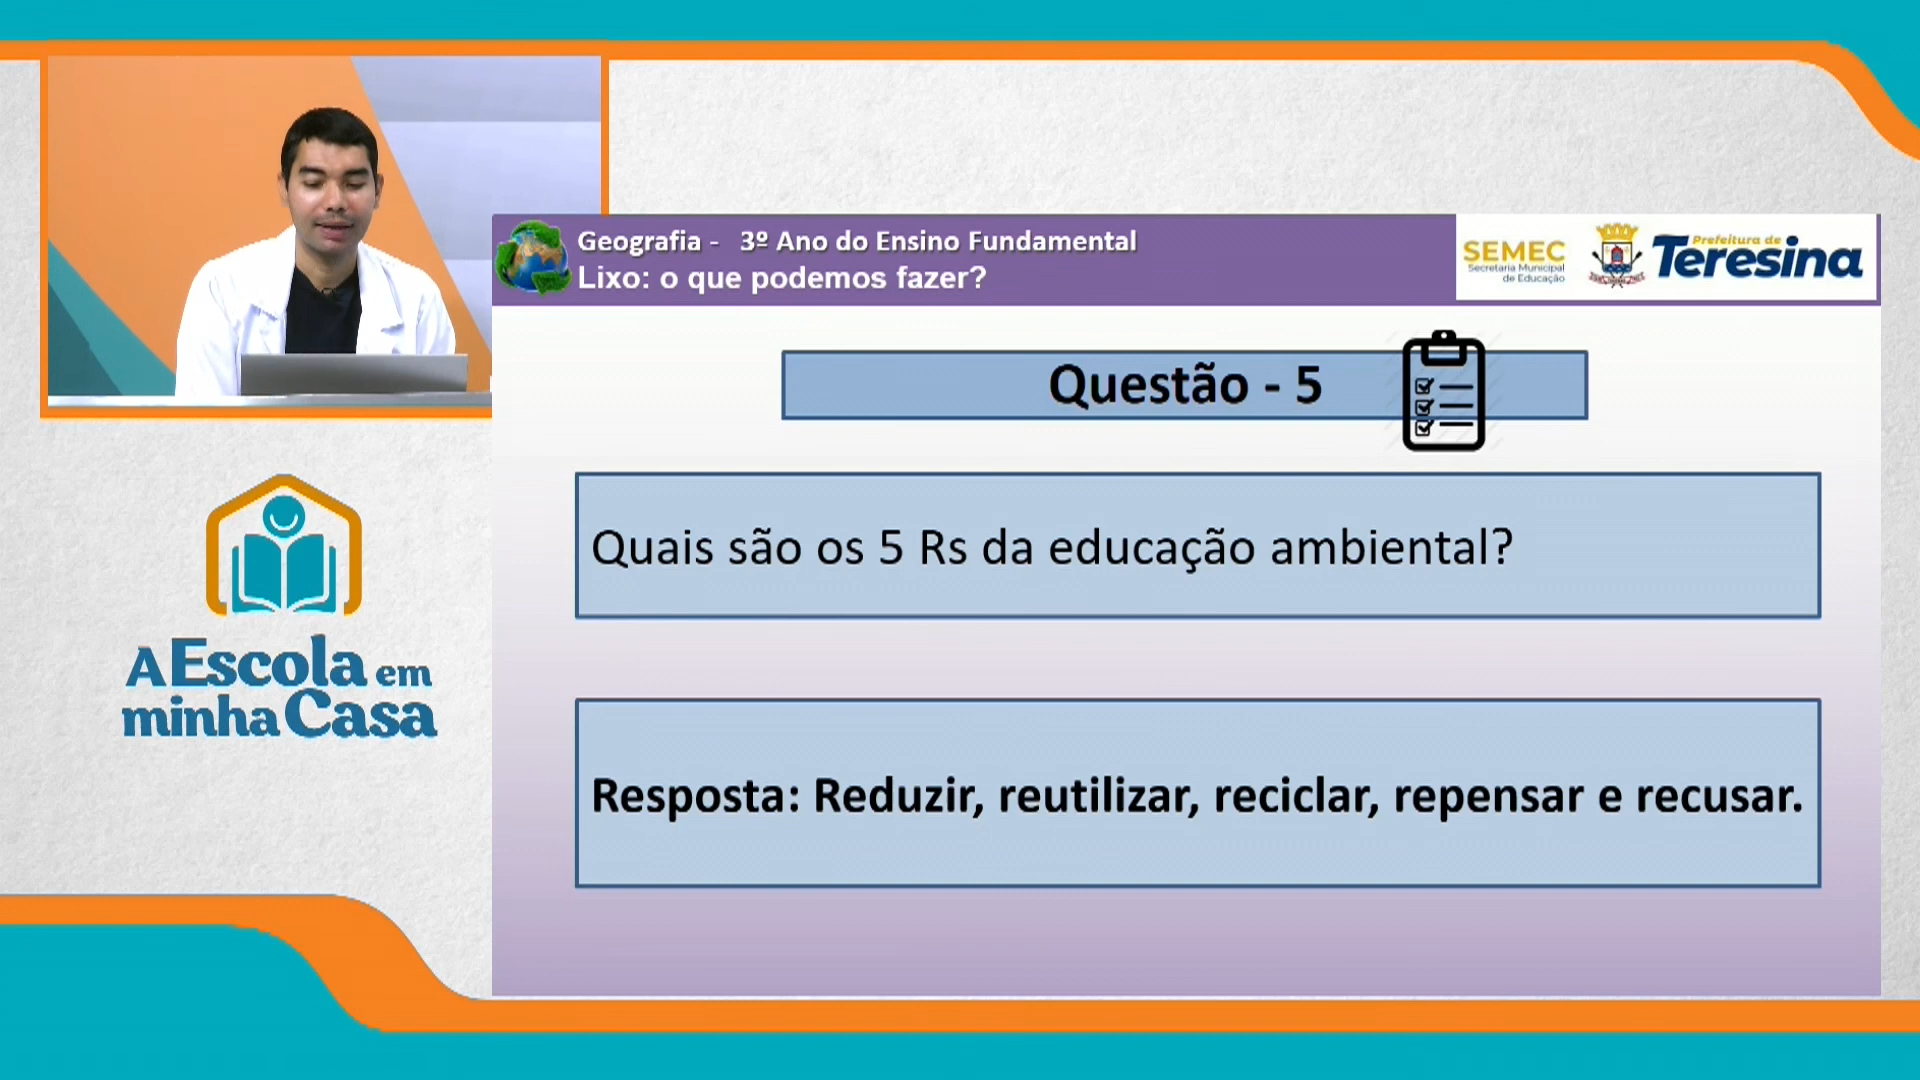 Geografia - 3º Ano do Ensino Fundamental
Lixo: o que podemos fazer?
SEMEC
Secretaria Municipal
de Educação
Prefeitura de
Teresina
Questão - 5
Quais são os 5 Rs da educação ambiental?
Resposta: Reduzir, reutilizar, reciclar, repensar e recusar.
A Escola em
minha Casa